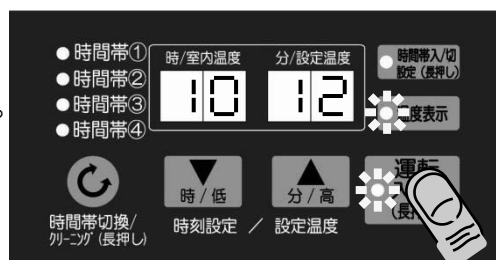 時間帯①
時間帯②
時間帯③
時間帯④
時/室内温度
分/設定温度
10 12
時間帯入/切
設定(長押し)
度表示
運転
(長
時/低
分/高
時間帯切換/
クリーニング(長押し)
時刻設定 / 設定温度